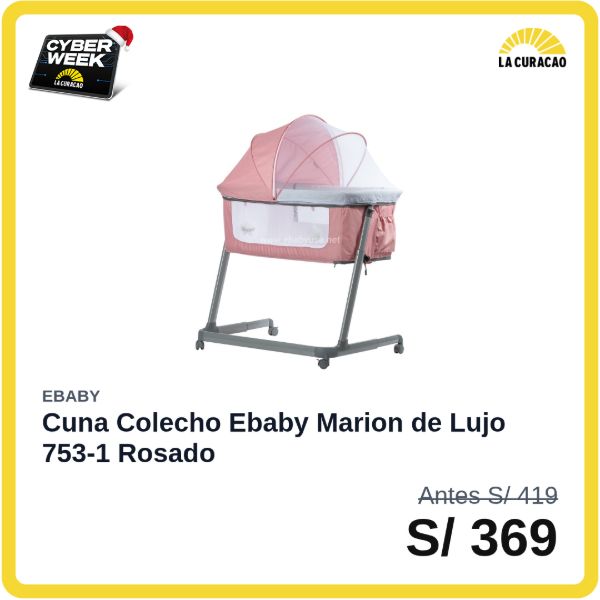 CYBER
WEEK
LA CURACAO
LA CURACAO
EBABY
Cuna Colecho Ebaby Marion de Lujo
753-1 Rosado
Antes S/ 419
S/ 369